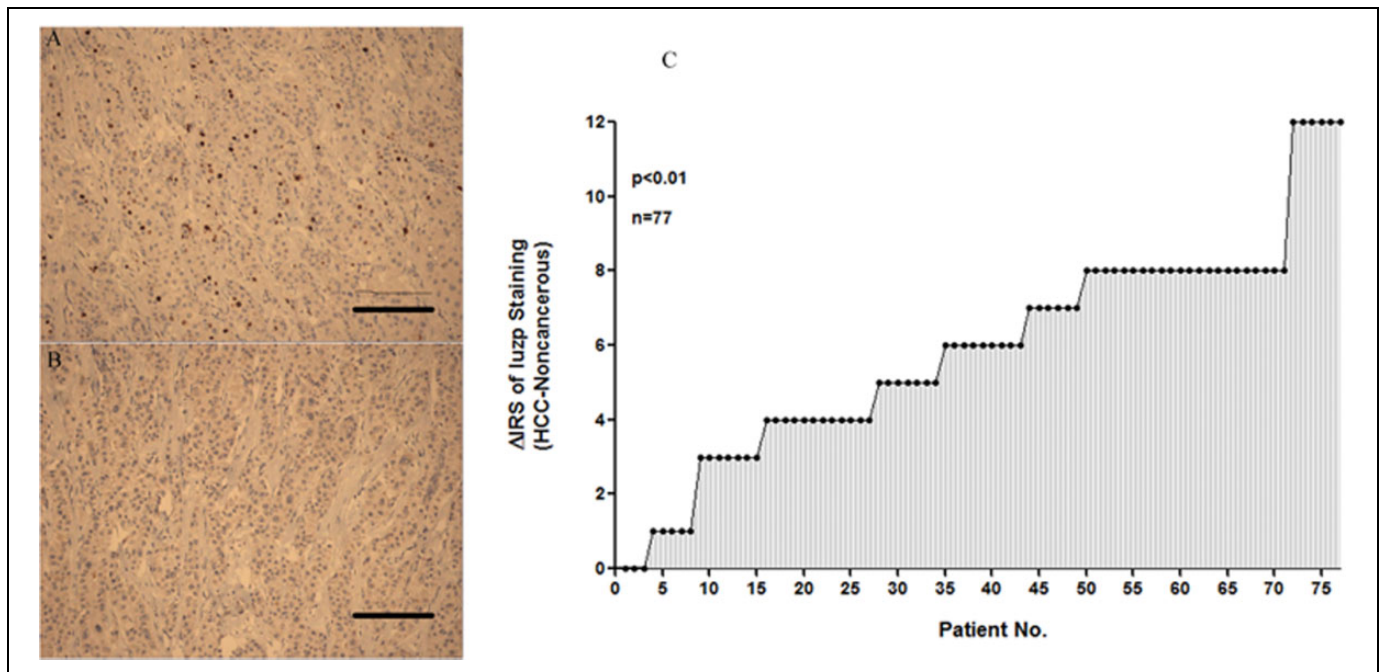 A
B
C
12
10
8
6
4
2
0
p<0.01
n=77
ΔIRS of luzp Staining
(HCC-Noncancerous)
0 5 10 15 20 25 30 35 40 45 50 55 60 65 70 75
Patient No.